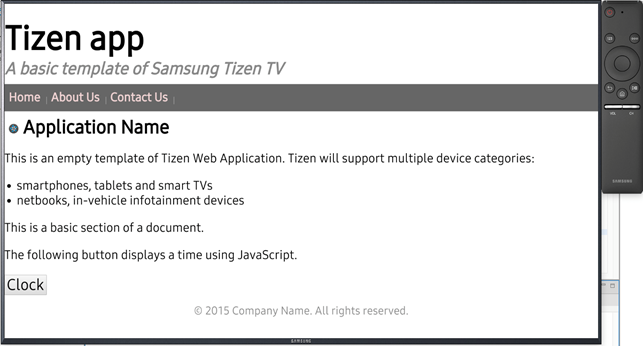 Tizen app
A basic template of Samsung Tizen TV
Home | About Us | Contact Us |
Application Name
This is an empty template of Tizen Web Application. Tizen will support multiple device categories:
• smartphones, tablets and smart TVs
• netbooks, in-vehicle infotainment devices
This is a basic section of a document.
The following button displays a time using JavaScript.
Clock
© 2015 Company Name. All rights reserved.
SAMSUNG
SAMSUNG